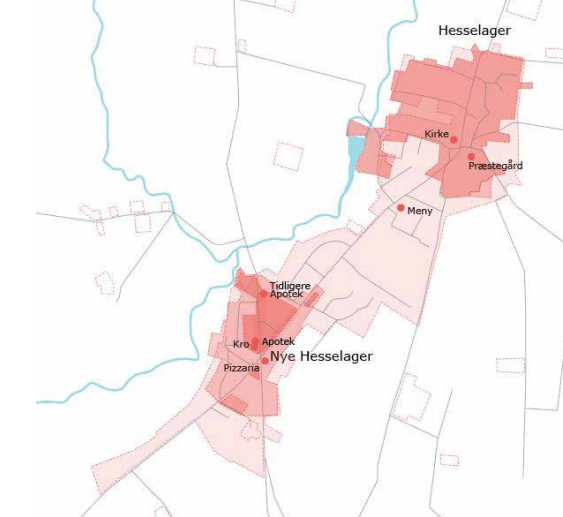 Hesselager
Kirke
Præstegård
Meny
Tidligere
Apotek
Kro
Apotek
Nye Hesselager
Pizzaria